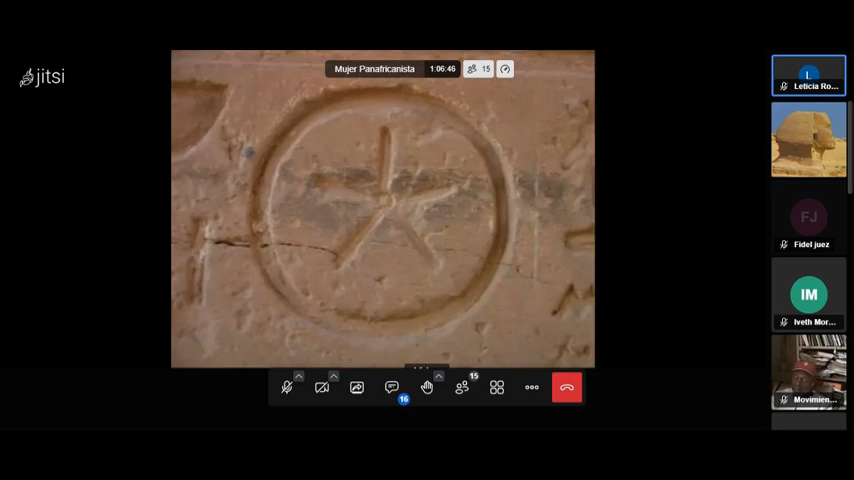 jitsi
Mujer Panafricanista 1:06:46 15
L
Leticia Ro...
FJ
Fidel juez
IM
Iveth Mor...
Movimien...
15
16